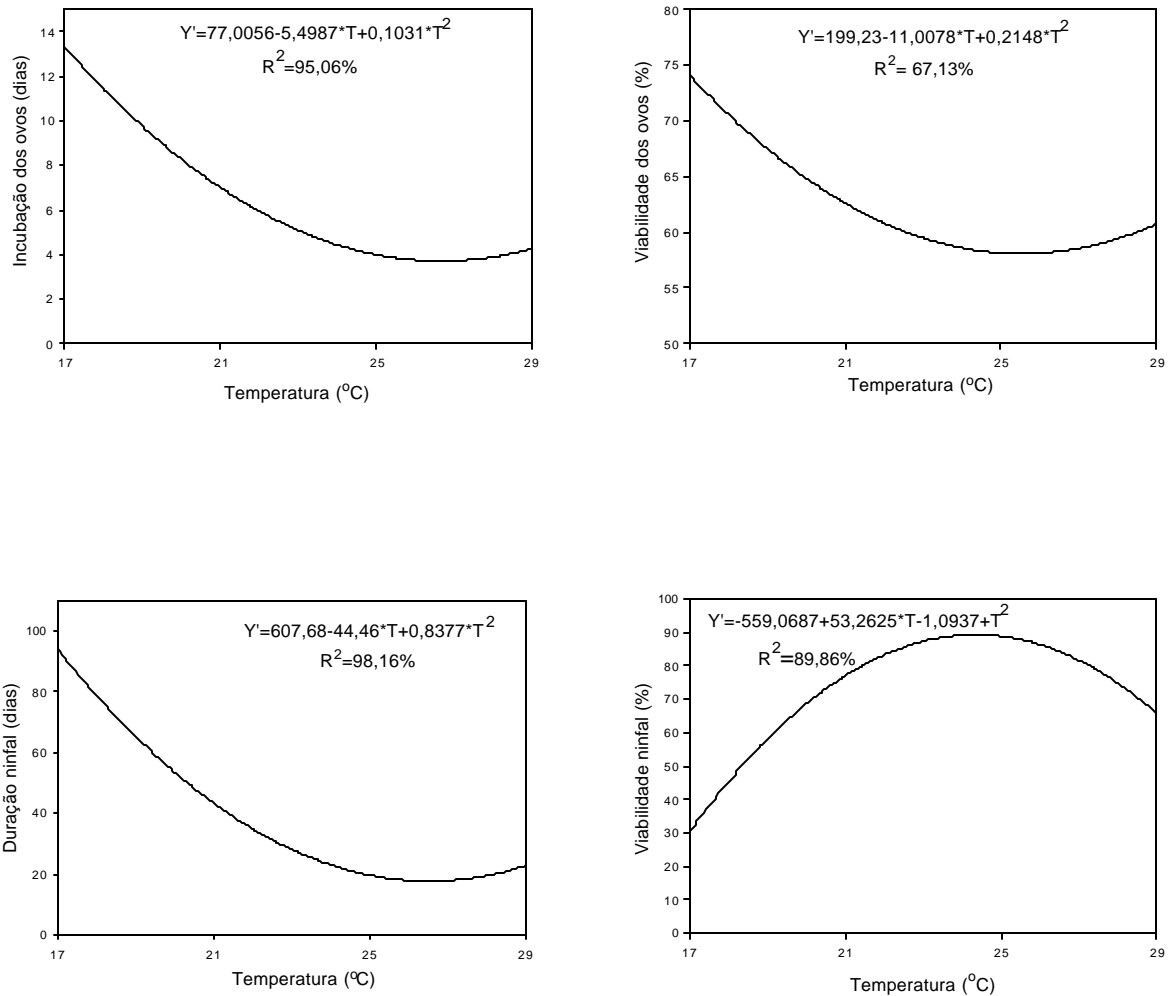 Y'=77,0056-5,4987*T+0,1031*T²
R²=95,06%
Incubação dos ovos (dias)
14
12
10
8
6
4
2
0
17 21 25 29
Temperatura (ºC)
Y'=199,23-11,0078*T+0,2148*T²
R²= 67,13%
Viabilidade dos ovos (%)
80
75
70
65
60
55
50
17 21 25 29
Temperatura (ºC)
Y'=607,68-44,46*T+0,8377*T²
R²=98,16%
Duração ninfal (dias)
100
80
60
40
20
0
17 21 25 29
Temperatura (ºC)
Y'=-559,0687+53,2625*T-1,0937+T²
R²=89,86%
Viabilidade ninfal (%)
100
90
80
70
60
50
40
30
20
10
0
17 21 25 29
Temperatura (ºC)